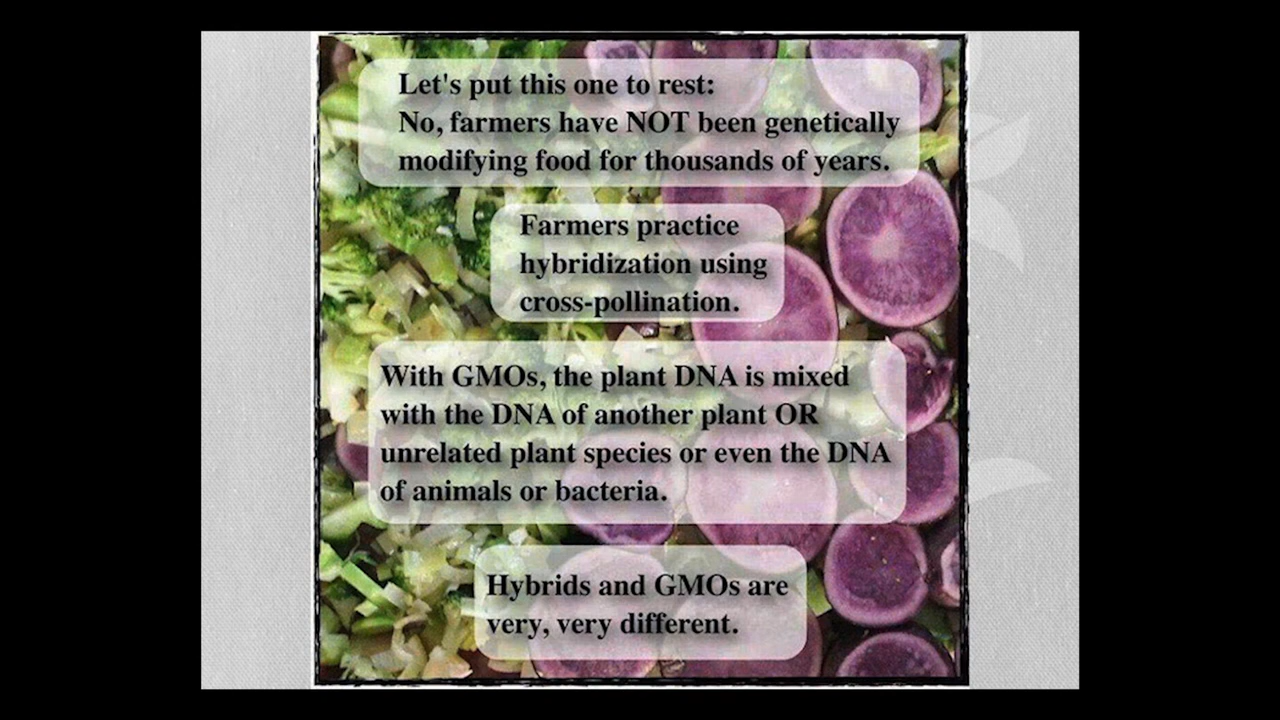 Let's put this one to rest:
No, farmers have NOT been genetically
modifying food for thousands of years.
Farmers practice
hybridization using
cross-pollination.
With GMOs, the plant DNA is mixed
with the DNA of another plant OR
unrelated plant species or even the DNA
of animals or bacteria.
Hybrids and GMOs are
very, very different.